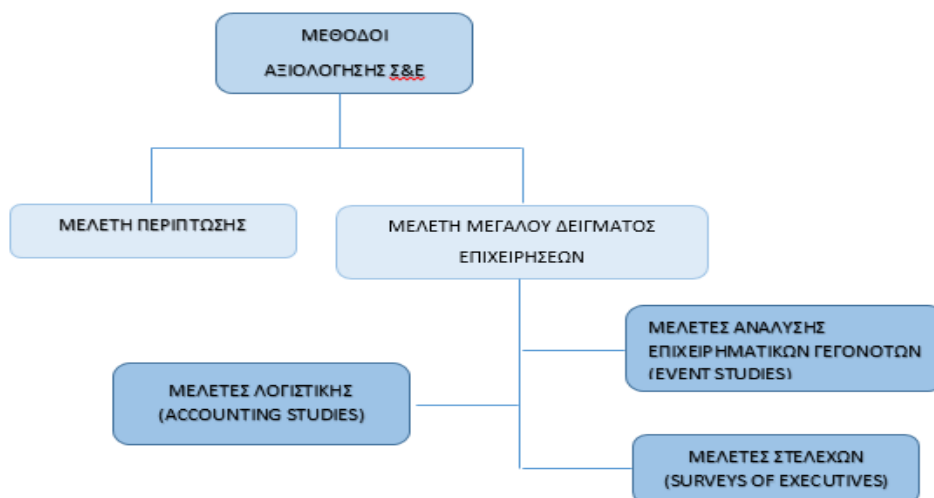 ΜΕΘΟΔΟΙ
ΑΞΙΟΛΟΓΗΣΗΣ Σ&Ε
ΜΕΛΕΤΗ ΠΕΡΙΠΤΩΣΗΣ
ΜΕΛΕΤΗ ΜΕΓΑΛΟΥ ΔΕΙΓΜΑΤΟΣ
ΕΠΙΧΕΙΡΗΣΕΩΝ
ΜΕΛΕΤΕΣ ΑΝΑΛΥΣΗΣ
ΕΠΙΧΕΙΡΗΜΑΤΙΚΩΝ ΓΕΓΟΝΟΤΩΝ
(EVENT STUDIES)
ΜΕΛΕΤΕΣ ΛΟΓΙΣΤΙΚΗΣ
(ACCOUNTING STUDIES)
ΜΕΛΕΤΕΣ ΣΤΕΛΕΧΩΝ
(SURVEYS OF EXECUTIVES)